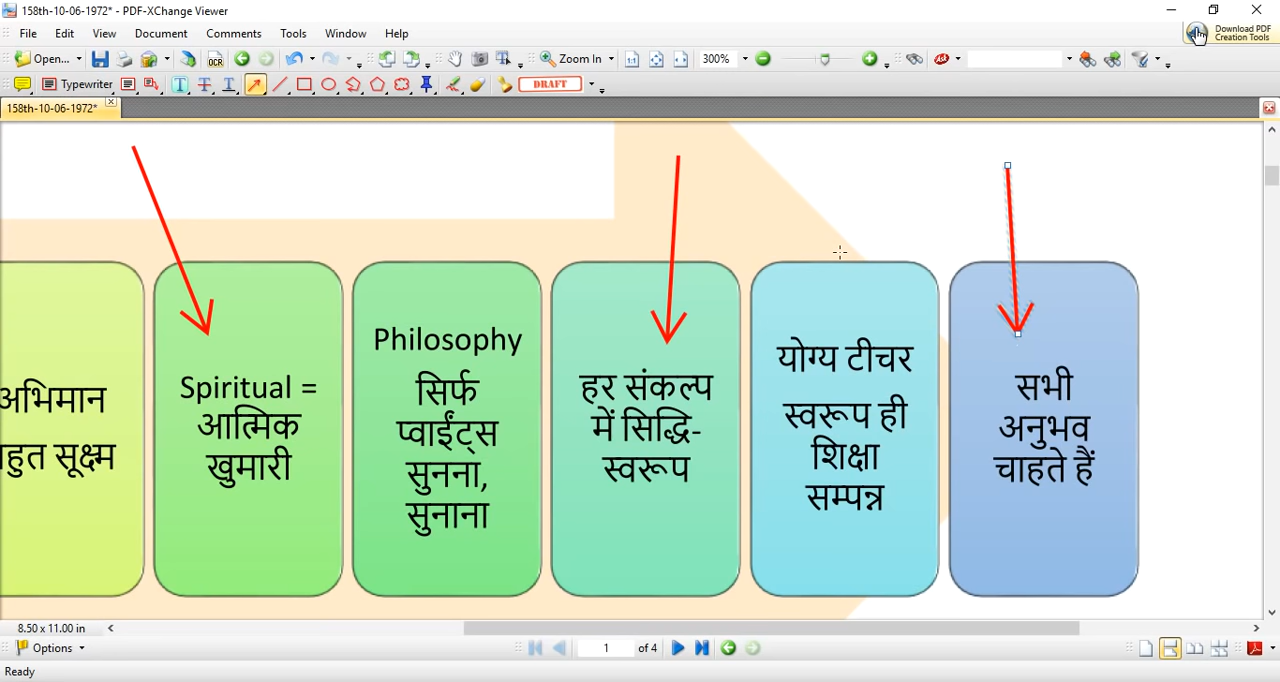 158th-10-06-1972* - PDF-XChange Viewer
File Edit View Document Comments Tools Window Help
Download PDF
Creation Tools
Open...
OCR
Zoom In
300%
Typewriter
DRAFT
158th-10-06-1972*
अभिमान
हुत सूक्ष्म
Spiritual =
आत्मिक
खुमारी
Philosophy
सिर्फ
प्वाईंट्स
सुनना,
सुनाना
हर संकल्प
में सिद्धि-
स्वरूप
योग्य टीचर
स्वरूप ही
शिक्षा
सम्पन्न
सभी
अनुभव
चाहते हैं
8.50 x 11.00 in
Options
1 of 4
Ready